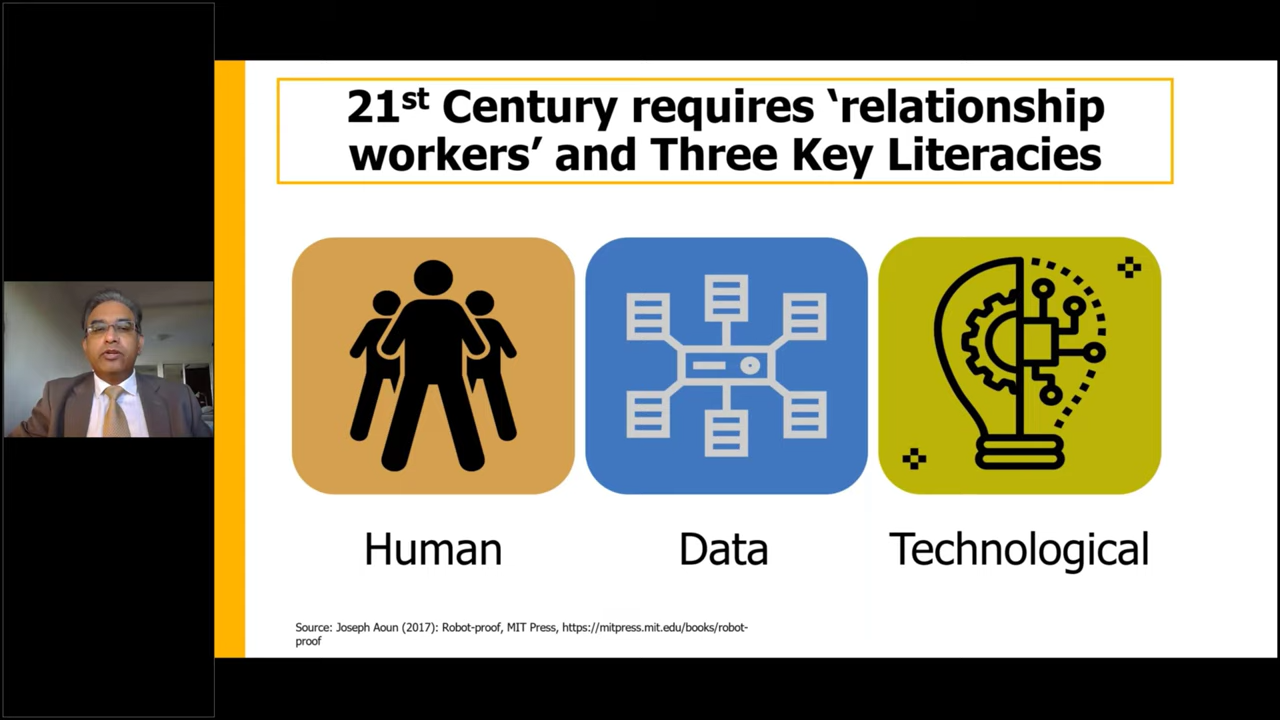 21st Century requires ‘relationship
workers’ and Three Key Literacies
Human
Data
Technological
Source: Joseph Aoun (2017): Robot-proof, MIT Press, https://mitpress.mit.edu/books/robot-
proof